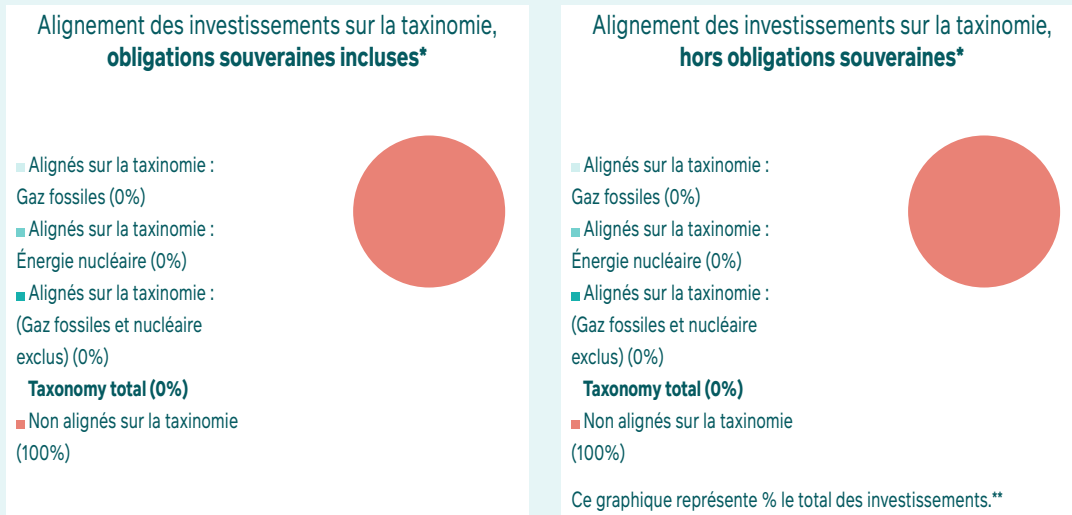 Alignement des investissements sur la taxinomie,
obligations souveraines incluses*
Alignés sur la taxinomie :
Gaz fossiles (0%)
Alignés sur la taxinomie :
Énergie nucléaire (0%)
Alignés sur la taxinomie :
(Gaz fossiles et nucléaire
exclus) (0%)
Taxonomy total (0%)
Non alignés sur la taxinomie
(100%)
Alignement des investissements sur la taxinomie,
hors obligations souveraines*
Alignés sur la taxinomie :
Gaz fossiles (0%)
Alignés sur la taxinomie :
Énergie nucléaire (0%)
Alignés sur la taxinomie :
(Gaz fossiles et nucléaire
exclus) (0%)
Taxonomy total (0%)
Non alignés sur la taxinomie
(100%)
Ce graphique représente % le total des investissements.**